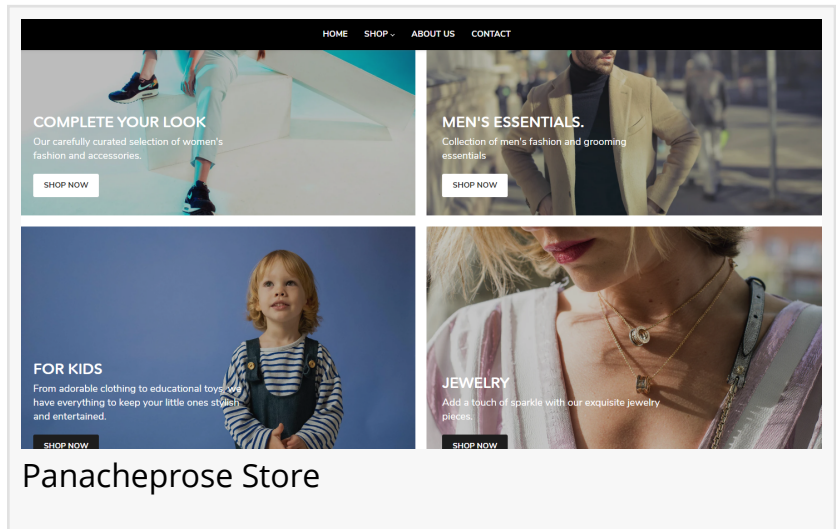 HOME SHOP ABOUT US CONTACT
COMPLETE YOUR LOOK
Our carefully curated selection of women's
fashion and accessories.
SHOP NOW
MEN'S ESSENTIALS.
Collection of men's fashion and grooming
essentials
SHOP NOW
FOR KIDS
From adorable clothing to educational toys, we
have everything to keep your little ones stylish
and entertained.
SHOP NOW
JEWELRY
Add a touch of sparkle with our exquisite jewelry
pieces.
SHOP NOW
Panacheprose Store